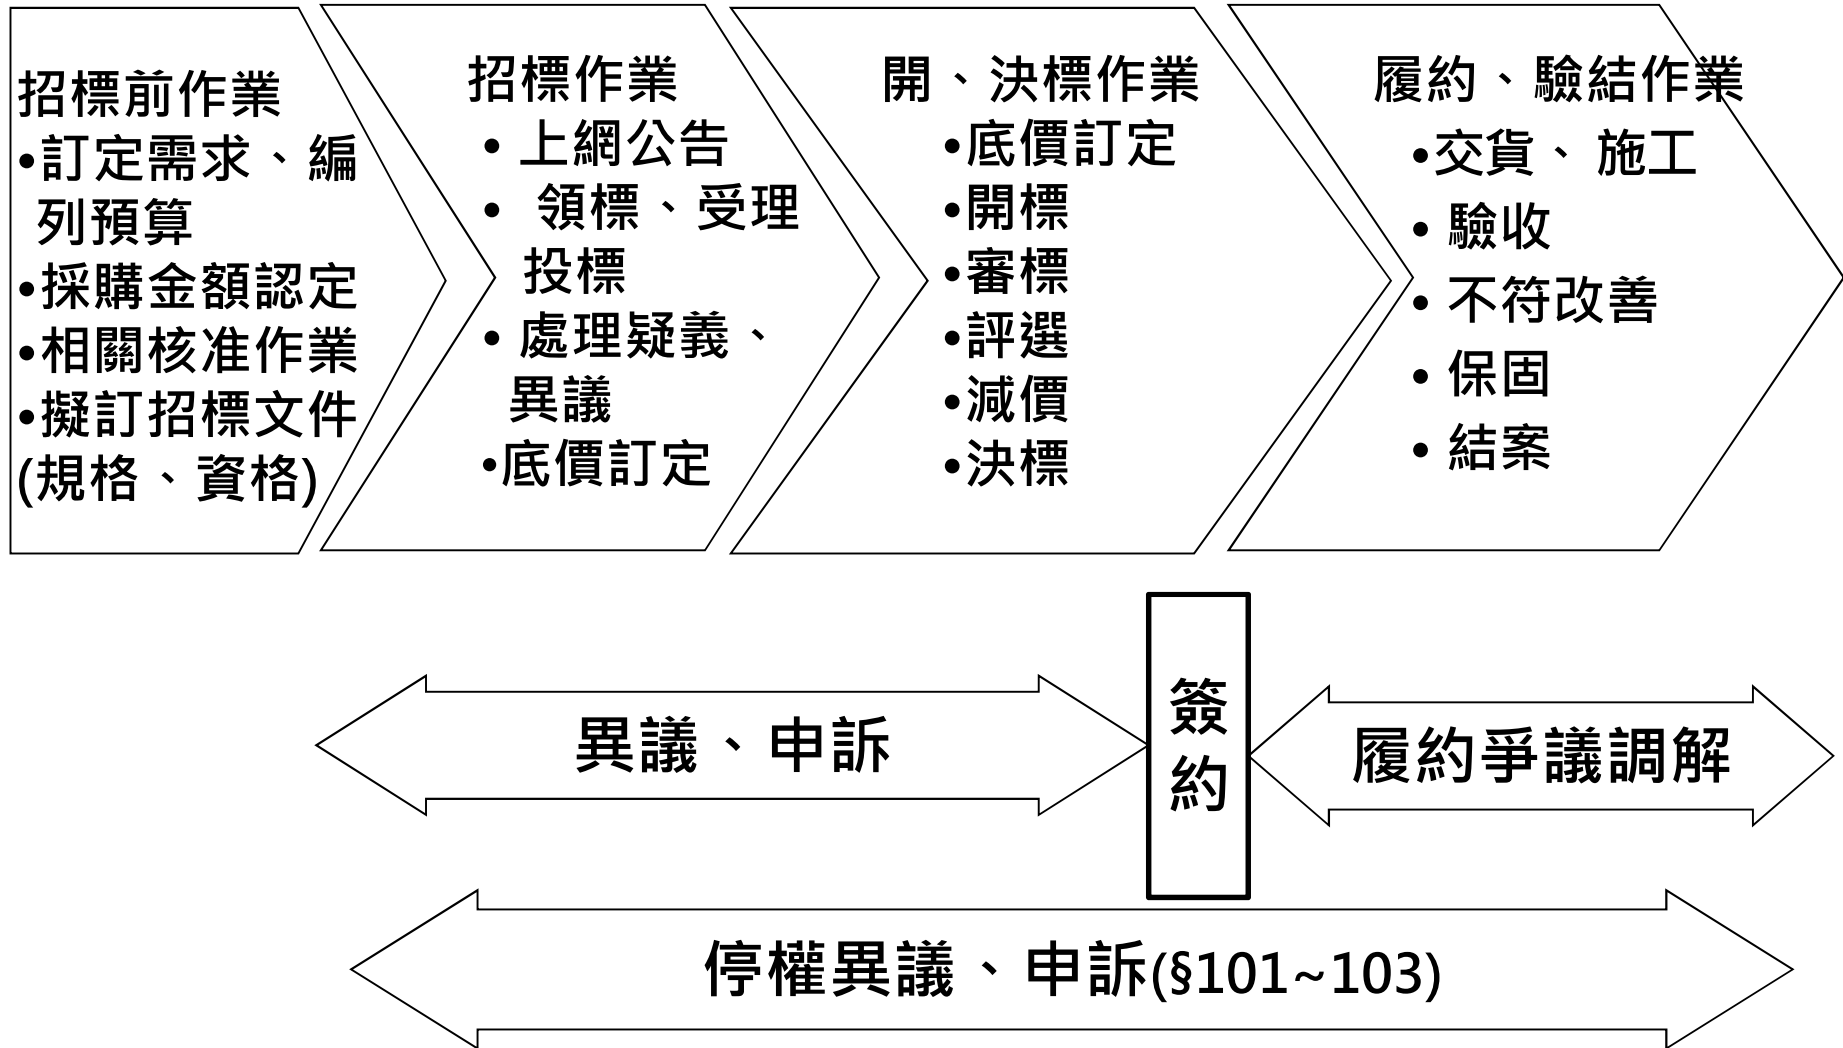 招標前作業
•訂定需求、編
列預算
•採購金額認定
•相關核准作業
•擬訂招標文件
(規格、資格)
招標作業
• 上網公告
• 領標、受理
投標
• 處理疑義、
異議
•底價訂定
開、決標作業
•底價訂定
•開標
•審標
•評選
•減價
•決標
履約、驗結作業
•交貨、 施工
• 驗收
• 不符改善
• 保固
• 結案
異議、申訴
簽
約
履約爭議調解
停權異議、申訴(§101~103)